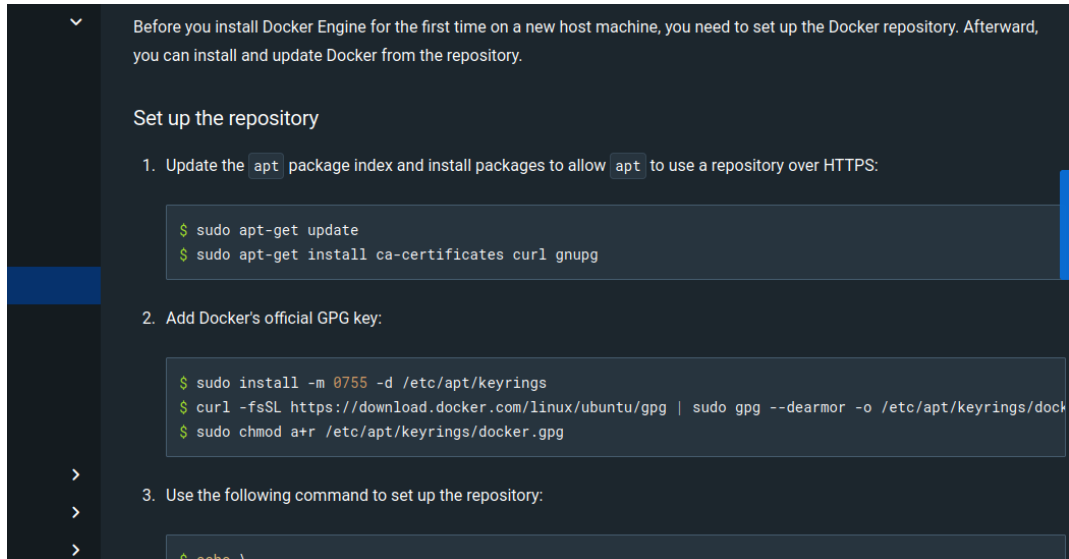 Before you install Docker Engine for the first time on a new host machine, you need to set up the Docker repository. Afterward,
you can install and update Docker from the repository.
Set up the repository
1. Update the apt package index and install packages to allow apt to use a repository over HTTPS:
$ sudo apt-get update
$ sudo apt-get install ca-certificates curl gnupg
2. Add Docker's official GPG key:
$ sudo install -m 0755 -d /etc/apt/keyrings
$ curl -fsSL https://download.docker.com/linux/ubuntu/gpg | sudo gpg --dearmor -o /etc/apt/keyrings/dock
$ sudo chmod a+r /etc/apt/keyrings/docker.gpg
3. Use the following command to set up the repository:
$ echo \